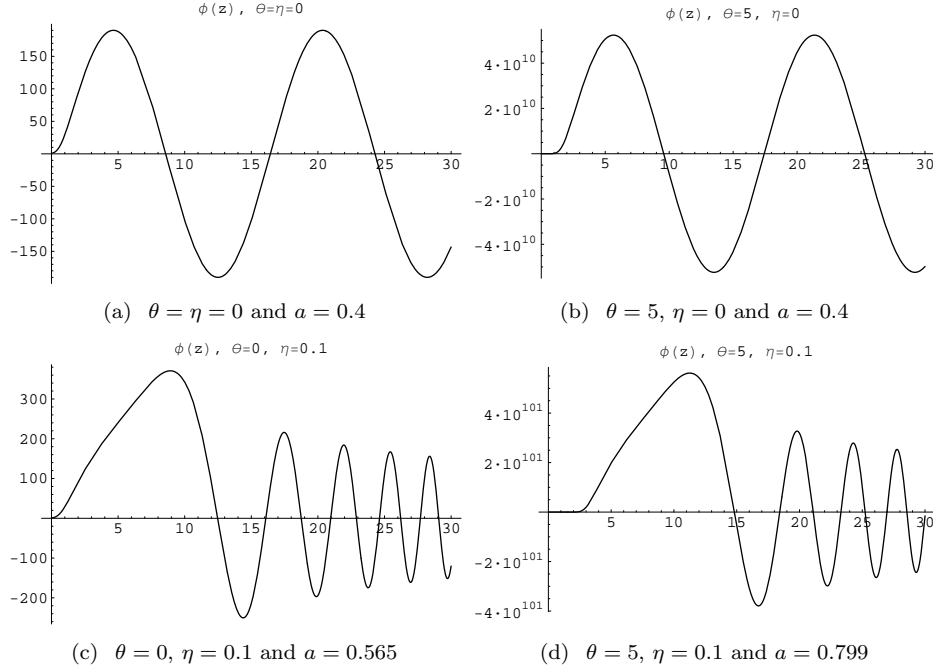 ϕ(z), θ=η=0
150
100
50
5 10 15 20 25 30
-50
-100
-150
(a) θ = η = 0 and a = 0.4
ϕ(z), θ=5, η=0
4·10^10
2·10^10
5 10 15 20 25 30
-2·10^10
-4·10^10
(b) θ = 5, η = 0 and a = 0.4
ϕ(z), θ=0, η=0.1
300
200
100
5 10 15 20 25 30
-100
-200
(c) θ = 0, η = 0.1 and a = 0.565
ϕ(z), θ=5, η=0.1
4·10^101
2·10^101
5 10 15 20 25 30
-2·10^101
-4·10^101
(d) θ = 5, η = 0.1 and a = 0.799